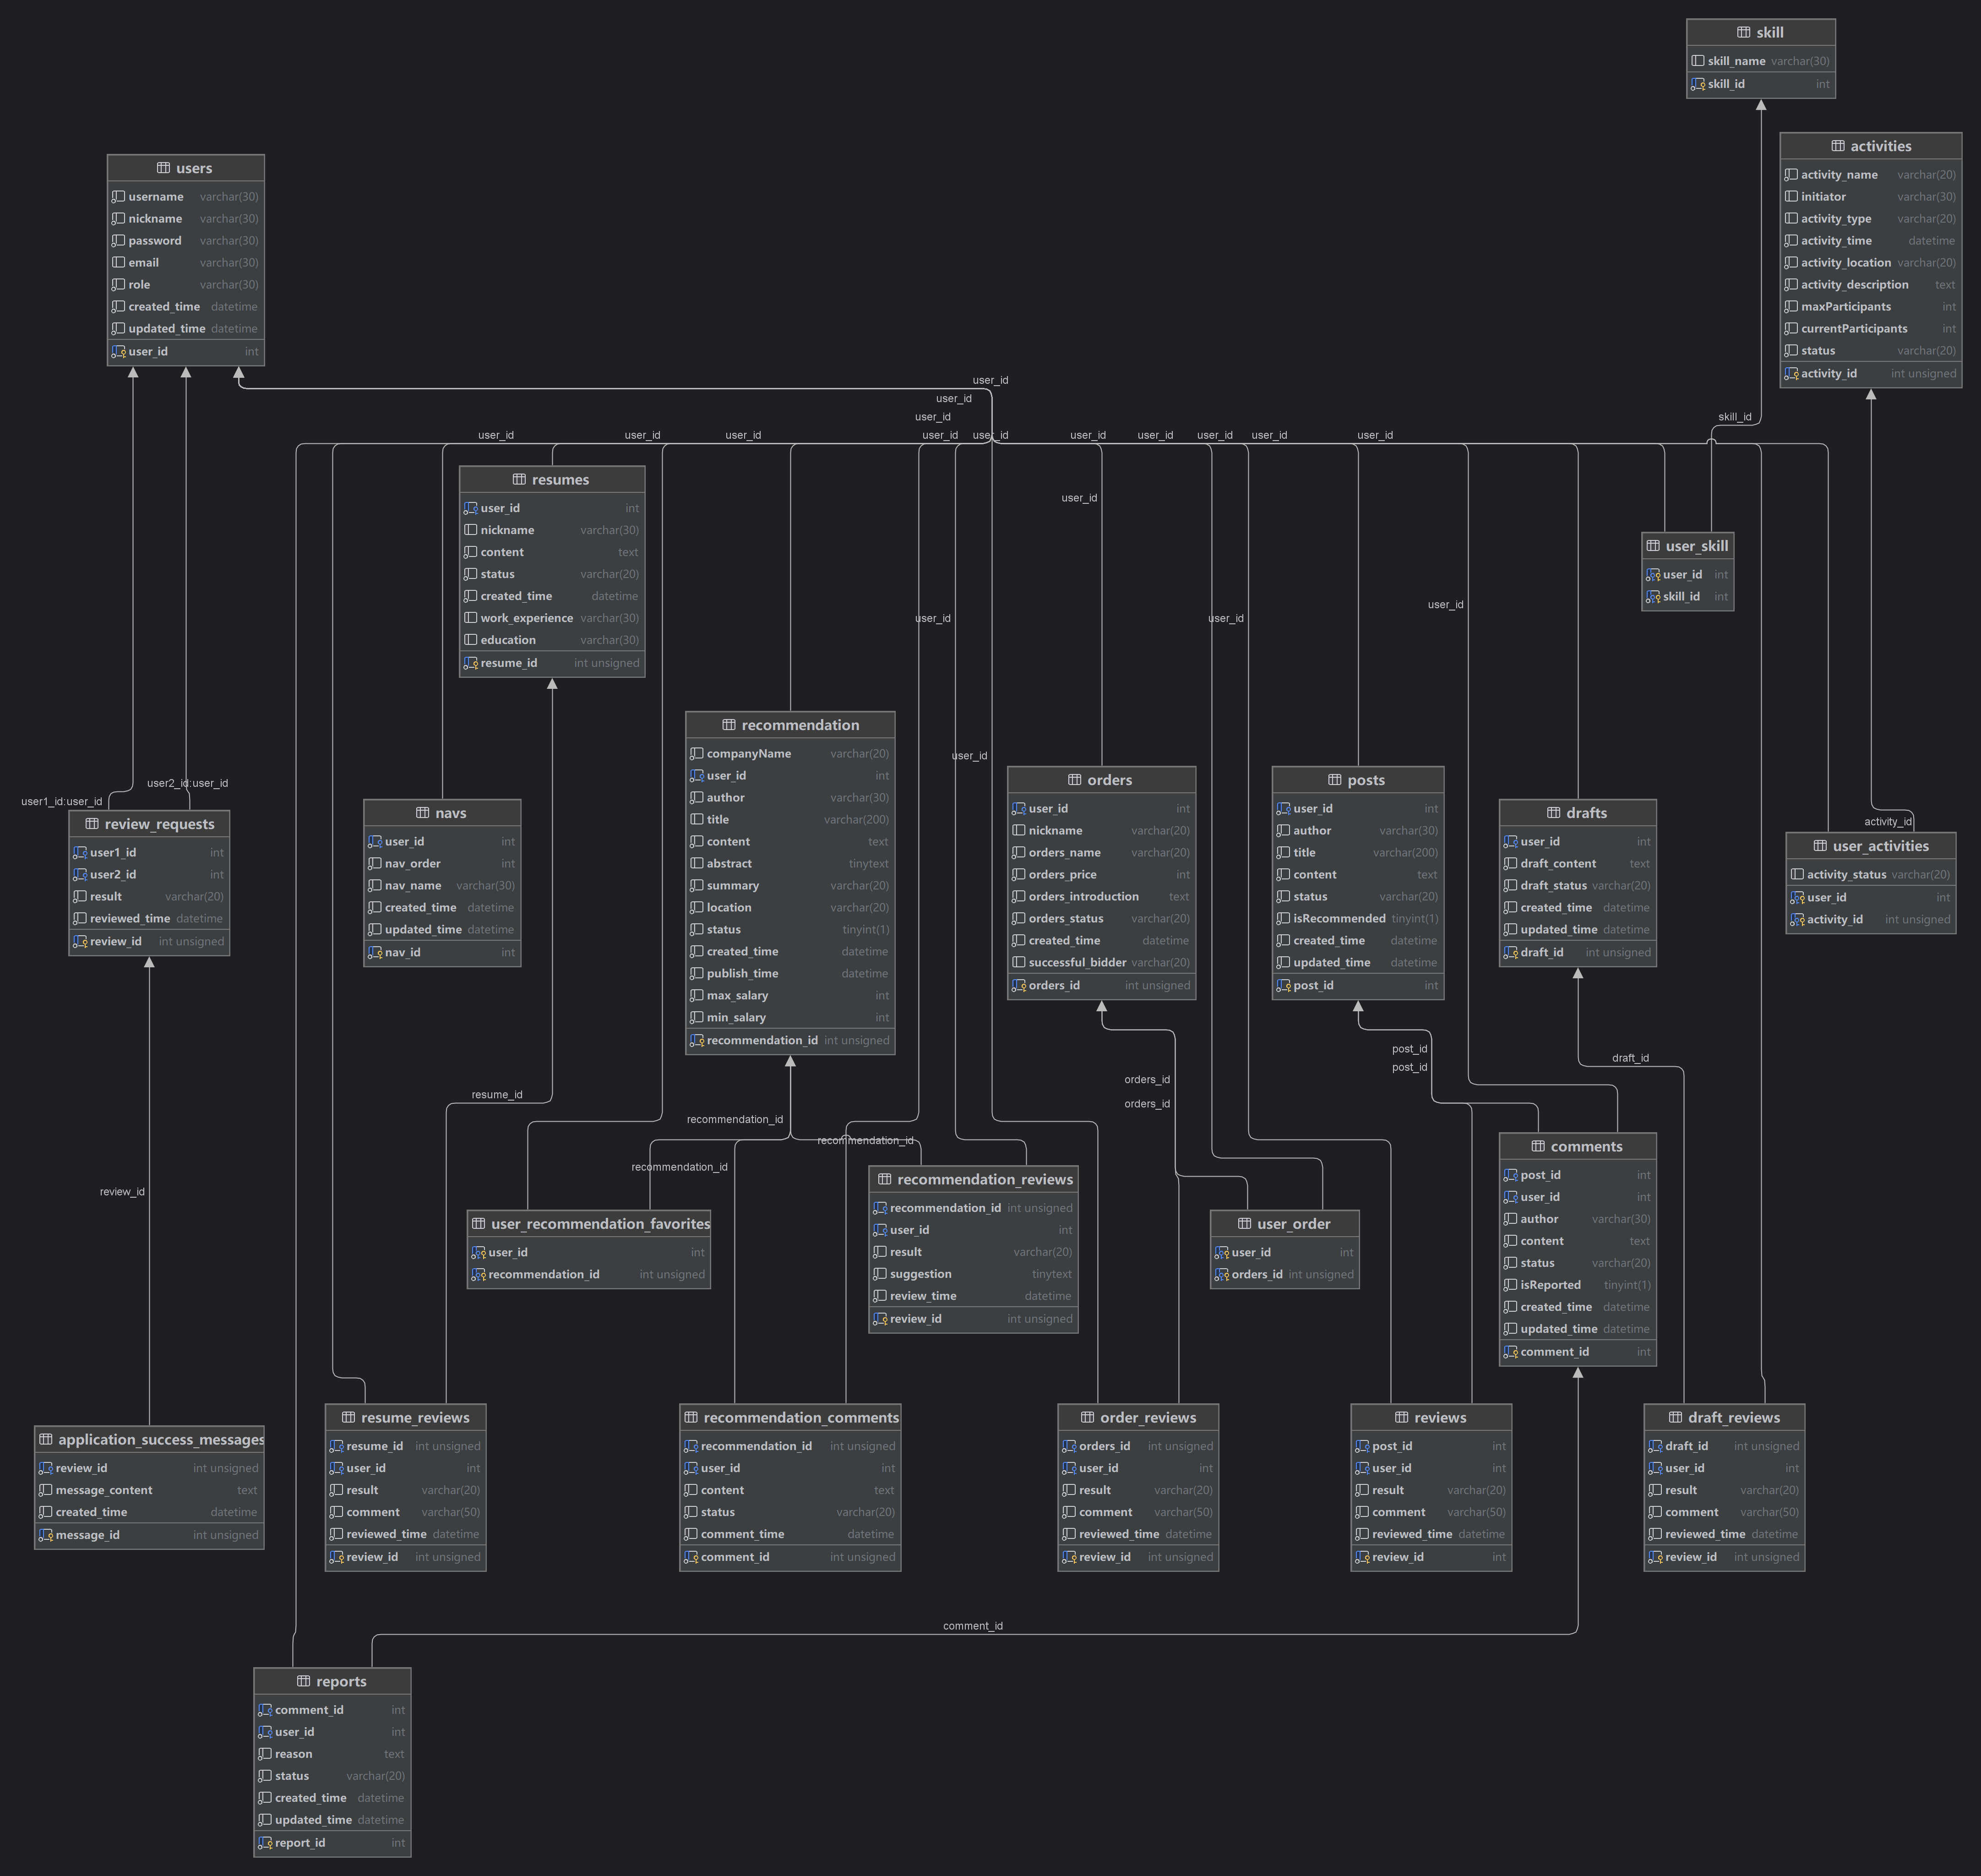 skill
skill_name varchar(30)
skill_id int
activities
activity_name varchar(20)
initiator varchar(30)
activity_type varchar(20)
activity_time datetime
activity_location varchar(20)
activity_description text
maxParticipants int
currentParticipants int
status varchar(20)
activity_id int unsigned
users
username varchar(30)
nickname varchar(30)
password varchar(30)
email varchar(30)
role varchar(30)
created_time datetime
updated_time datetime
user_id int
user_id
user_id
user_id
skill_id
user_id
user_id
user_id
user_id
user_id
user_id
user_id
user_id
user_id
user_id
resumes
user_id int
nickname varchar(30)
content text
status varchar(20)
created_time datetime
work_experience varchar(30)
education varchar(30)
resume_id int unsigned
user_id
user_skill
user_id int
skill_id int
user_id
user_id
user_id
user_id
recommendation
companyName varchar(20)
user_id int
author varchar(30)
title varchar(200)
content text
abstract tinytext
summary varchar(20)
location varchar(20)
status tinyint(1)
created_time datetime
publish_time datetime
max_salary int
min_salary int
recommendation_id int unsigned
orders
user_id int
nickname varchar(20)
orders_name varchar(20)
orders_price int
orders_introduction text
orders_status varchar(20)
created_time datetime
successful_bidder varchar(20)
orders_id int unsigned
posts
user_id int
author varchar(30)
title varchar(200)
content text
status varchar(20)
isRecommended tinyint(1)
created_time datetime
updated_time datetime
post_id int
user2_id:user_id
user1_id:user_id
review_requests
user1_id int
user2_id int
result varchar(20)
reviewed_time datetime
review_id int unsigned
navs
user_id int
nav_order int
nav_name varchar(30)
created_time datetime
updated_time datetime
nav_id int
drafts
user_id int
draft_content text
draft_status varchar(20)
created_time datetime
updated_time datetime
draft_id int unsigned
activity_id
user_activities
activity_status varchar(20)
user_id int
activity_id int unsigned
post_id
post_id
draft_id
orders_id
orders_id
resume_id
recommendation_id
recommendation_id
recommendation_id
review_id
user_recommendation_favorites
user_id int
recommendation_id int unsigned
recommendation_reviews
recommendation_id int unsigned
user_id int
result varchar(20)
suggestion tinytext
review_time datetime
review_id int unsigned
user_order
user_id int
orders_id int unsigned
comments
post_id int
user_id int
author varchar(30)
content text
status varchar(20)
isReported tinyint(1)
created_time datetime
updated_time datetime
comment_id int
application_success_messages
review_id int unsigned
message_content text
created_time datetime
message_id int unsigned
resume_reviews
resume_id int unsigned
user_id int
result varchar(20)
comment varchar(50)
reviewed_time datetime
review_id int unsigned
recommendation_comments
recommendation_id int unsigned
user_id int
content text
status varchar(20)
comment_time datetime
comment_id int unsigned
order_reviews
orders_id int unsigned
user_id int
result varchar(20)
comment varchar(50)
reviewed_time datetime
review_id int unsigned
reviews
post_id int
user_id int
result varchar(20)
comment varchar(50)
reviewed_time datetime
review_id int
draft_reviews
draft_id int unsigned
user_id int
result varchar(20)
comment varchar(50)
reviewed_time datetime
review_id int unsigned
comment_id
reports
comment_id int
user_id int
reason text
status varchar(20)
created_time datetime
updated_time datetime
report_id int